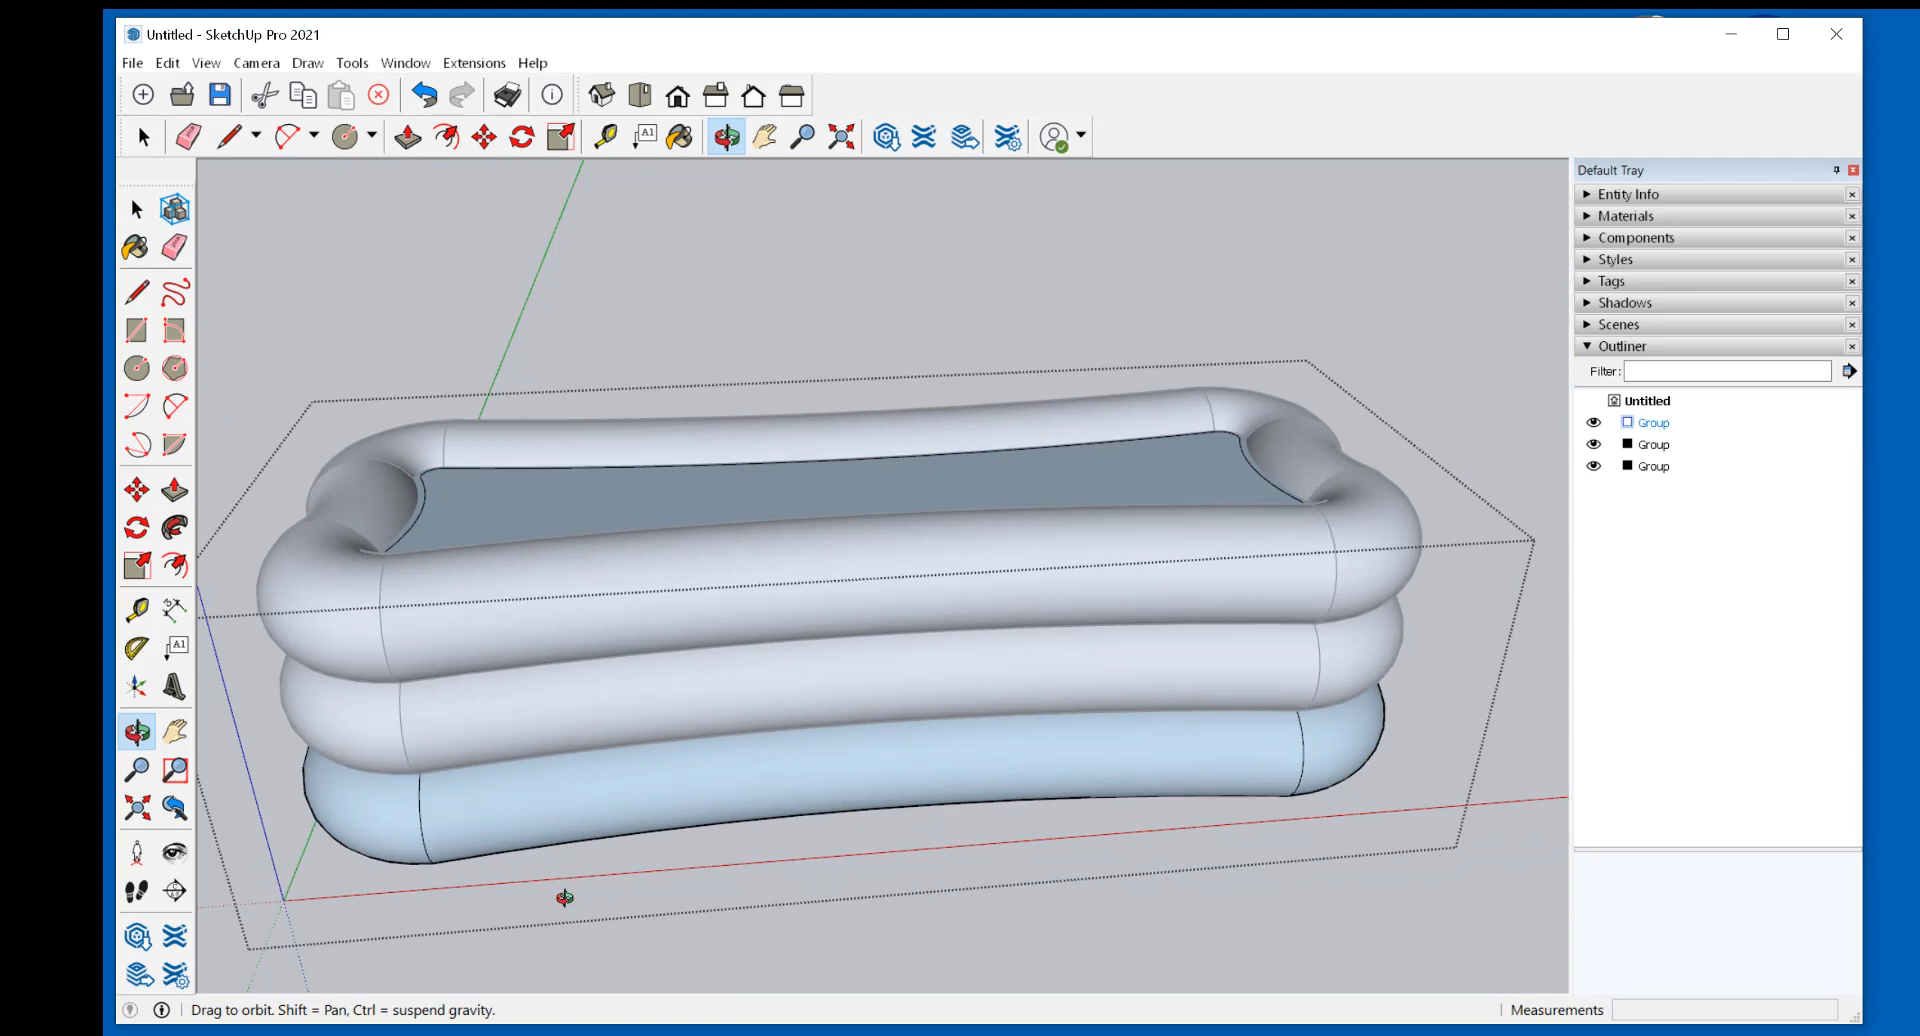 Untitled - SketchUp Pro 2021
File Edit View Camera Draw Tools Window Extensions Help
A1
Default Tray
Entity Info
Materials
Components
Styles
Tags
Shadows
Scenes
Outliner
Filter:
Untitled
Group
Group
Group
A1
Drag to orbit. Shift = Pan, Ctrl = suspend gravity.
Measurements